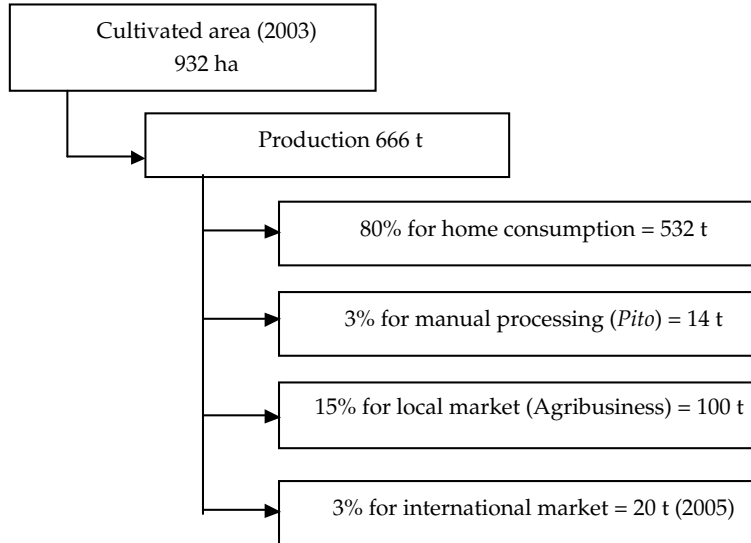 Cultivated area (2003)
932 ha
Production 666 t
80% for home consumption = 532 t
3% for manual processing (Pito) = 14 t
15% for local market (Agribusiness) = 100 t
3% for international market = 20 t (2005)